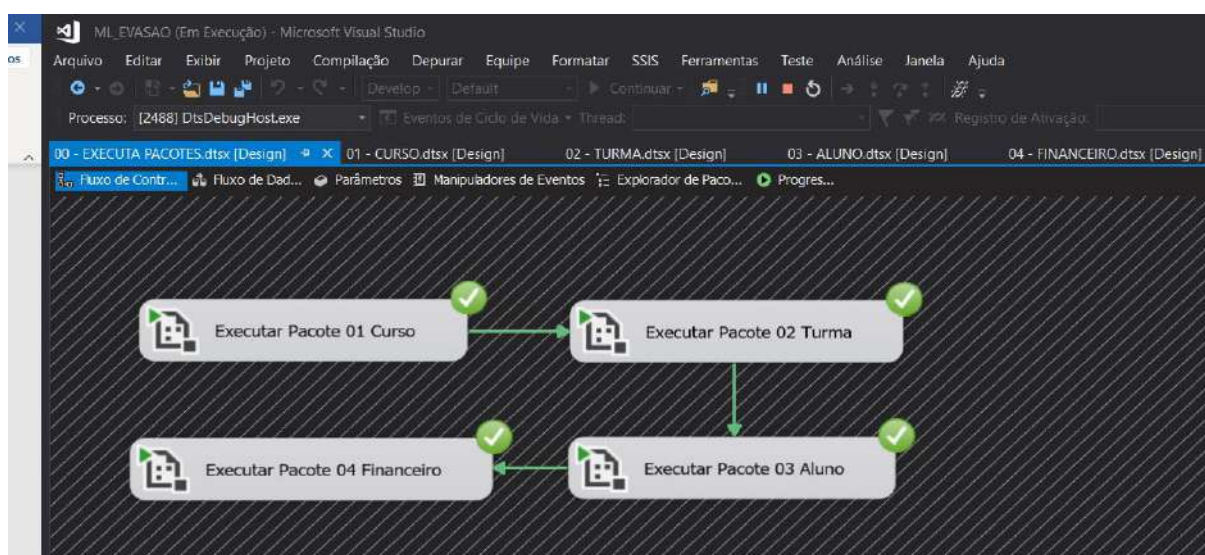 ML_EVASAO (Em Execução) - Microsoft Visual Studio
os
Arquivo Editar Exibir Projeto Compilação Depurar Equipe Formatar SSIS Ferramentas Teste Análise Janela Ajuda
Develop Default Continuar
Processo: [2488] DtsDebugHost.exe Eventos de Ciclo de Vida Thread: Registro de Ativação:
00 - EXECUTA PACOTES.dtsx [Design] 01 - CURSO.dtsx [Design] 02 - TURMA.dtsx [Design] 03 - ALUNO.dtsx [Design] 04 - FINANCEIRO.dtsx [Design]
Fluxo de Contr... Fluxo de Dad... Parâmetros Manipuladores de Eventos Explorador de Paco... Progres...
Executar Pacote 01 Curso
Executar Pacote 02 Turma
Executar Pacote 04 Financeiro
Executar Pacote 03 Aluno